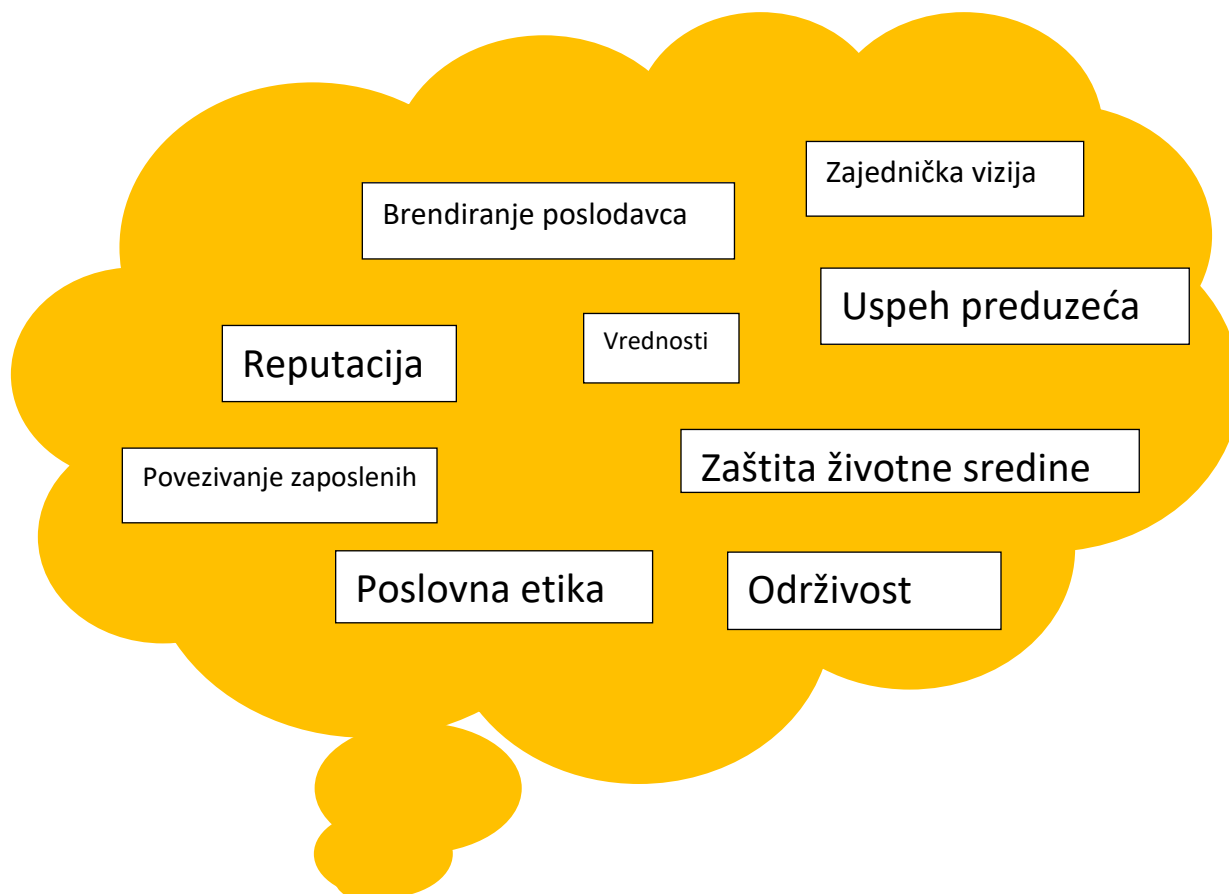 Zajednička vizija
Brendiranje poslodavca
Uspeh preduzeća
Vrednosti
Reputacija
Zaštita životne sredine
Povezivanje zaposlenih
Poslovna etika
Održivost